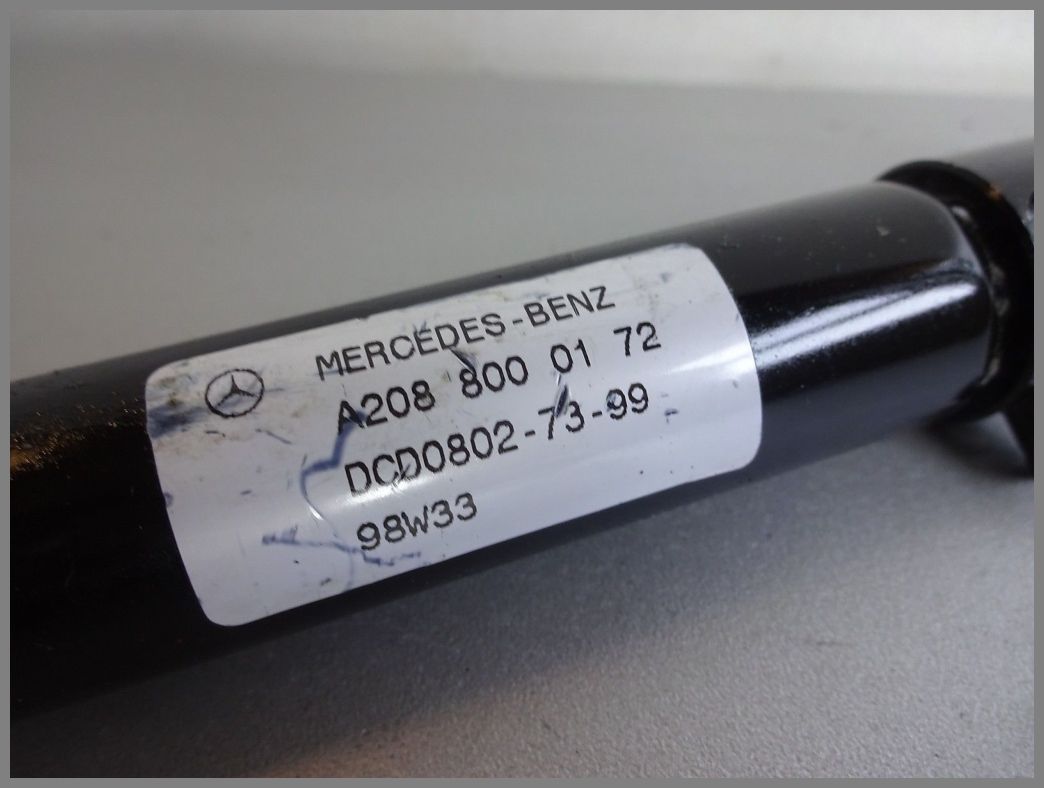 MERCEDES-BENZ
A208 800 01 72
DCD0802-73-99
98W33